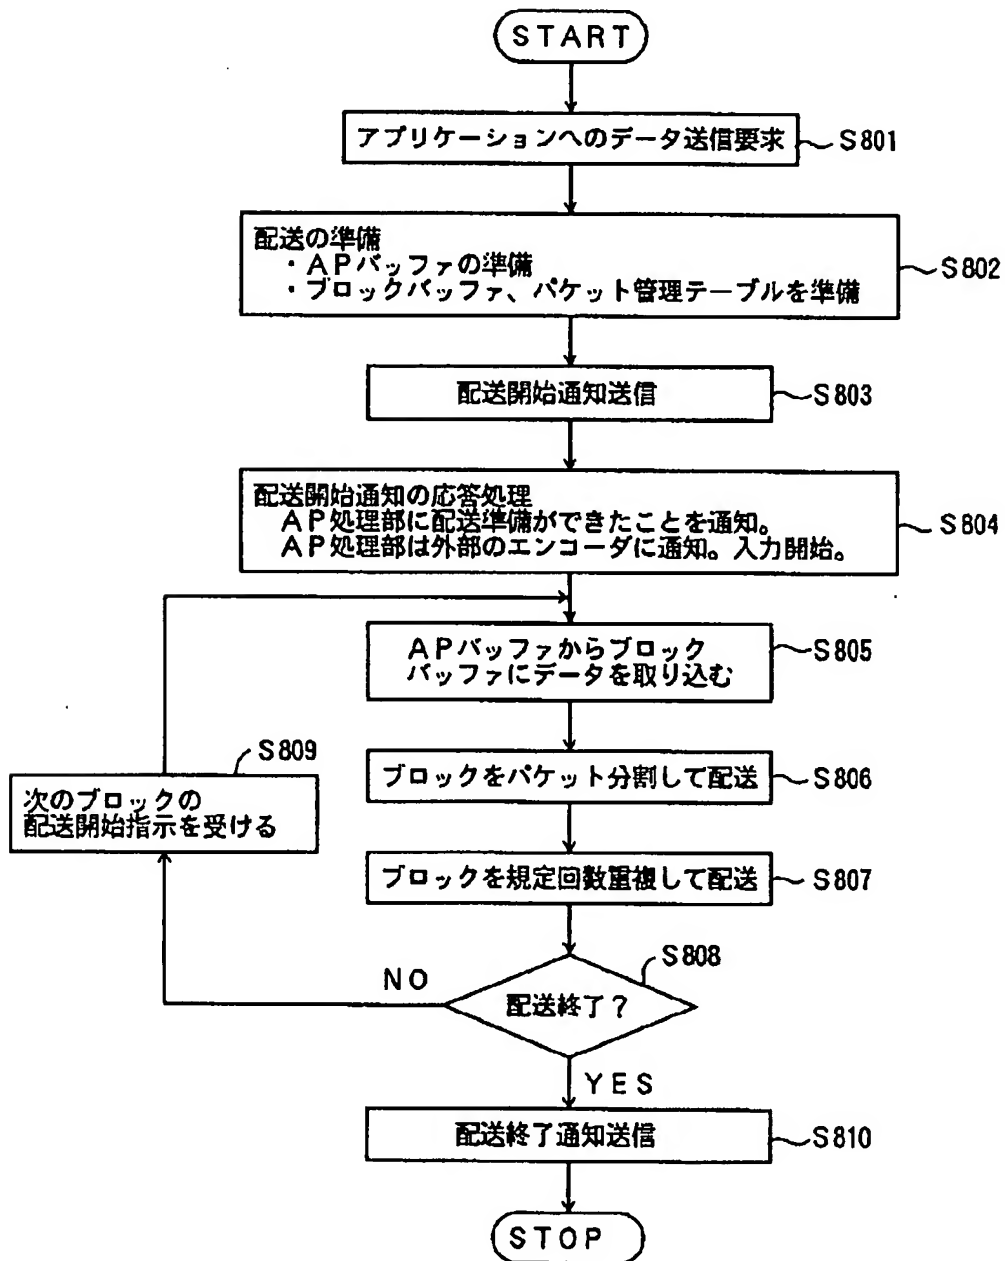 START
アプリケーションへのデータ送信要求
S801
配送の準備
・APバッファの準備
・ブロックバッファ、パケット管理テーブルを準備
S802
配送開始通知送信
S803
配送開始通知の応答処理
AP処理部に配送準備ができたことを通知。
AP処理部は外部のエンコーダに通知。入力開始。
S804
APバッファからブロック
バッファにデータを取り込む
S805
S809
次のブロックの
配送開始指示を受ける
ブロックをパケット分割して配送
S806
ブロックを規定回数重複して配送
S807
S808
NO
配送終了?
YES
配送終了通知送信
S810
STOP